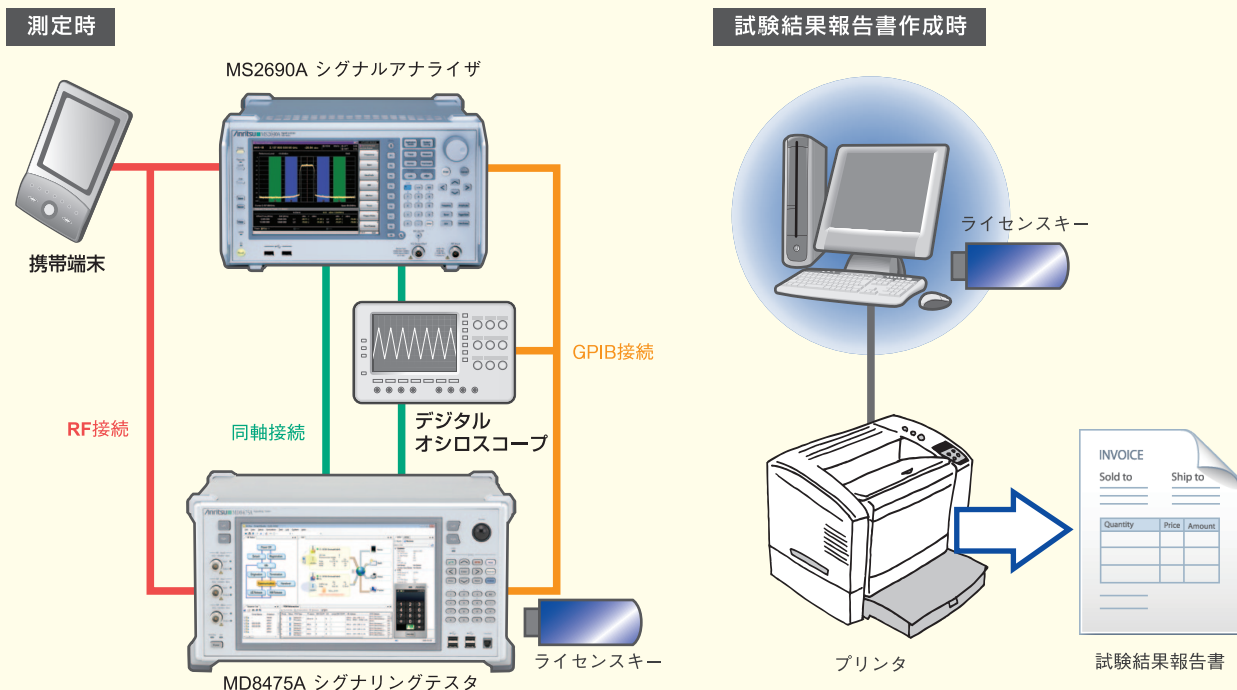 測定時
MS2690A シグナルアナライザ
Anritsu
携帯端末
GPIB接続
RF接続
同軸接続
デジタル
オシロスコープ
Anritsu
ライセンスキー
MD8475A シグナリングテスタ
試験結果報告書作成時
ライセンスキー
プリンタ
INVOICE
Sold to Ship to
Quantity Price Amount
試験結果報告書